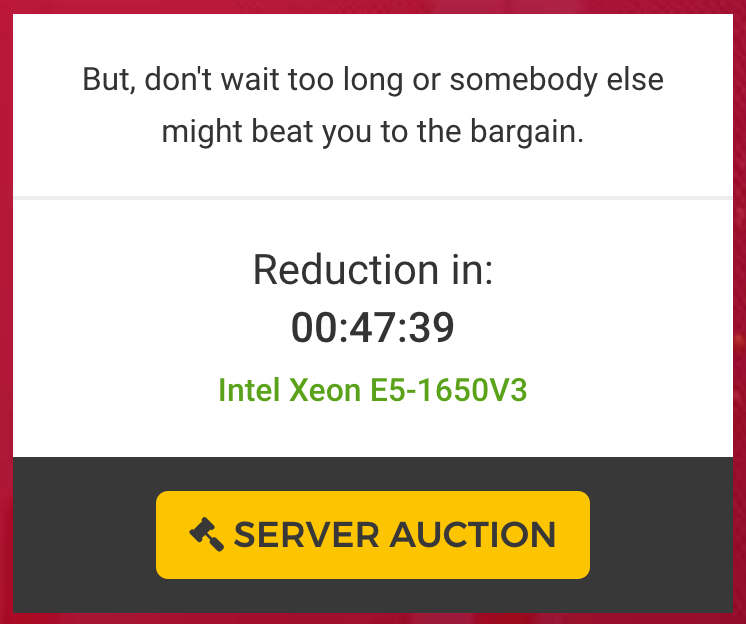 But, don't wait too long or somebody else
might beat you to the bargain.
Reduction in:
00:47:39
Intel Xeon E5-1650V3
SERVER AUCTION